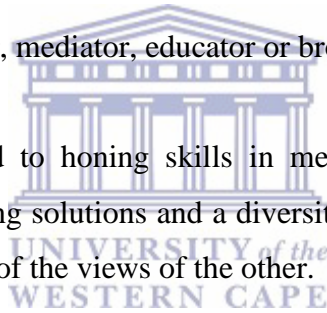 , mediator, educator or bro
d to honing skills in me
ng solutions and a diversit
UNIVERSITY of the
of the views of the other.
WESTERN CAPE